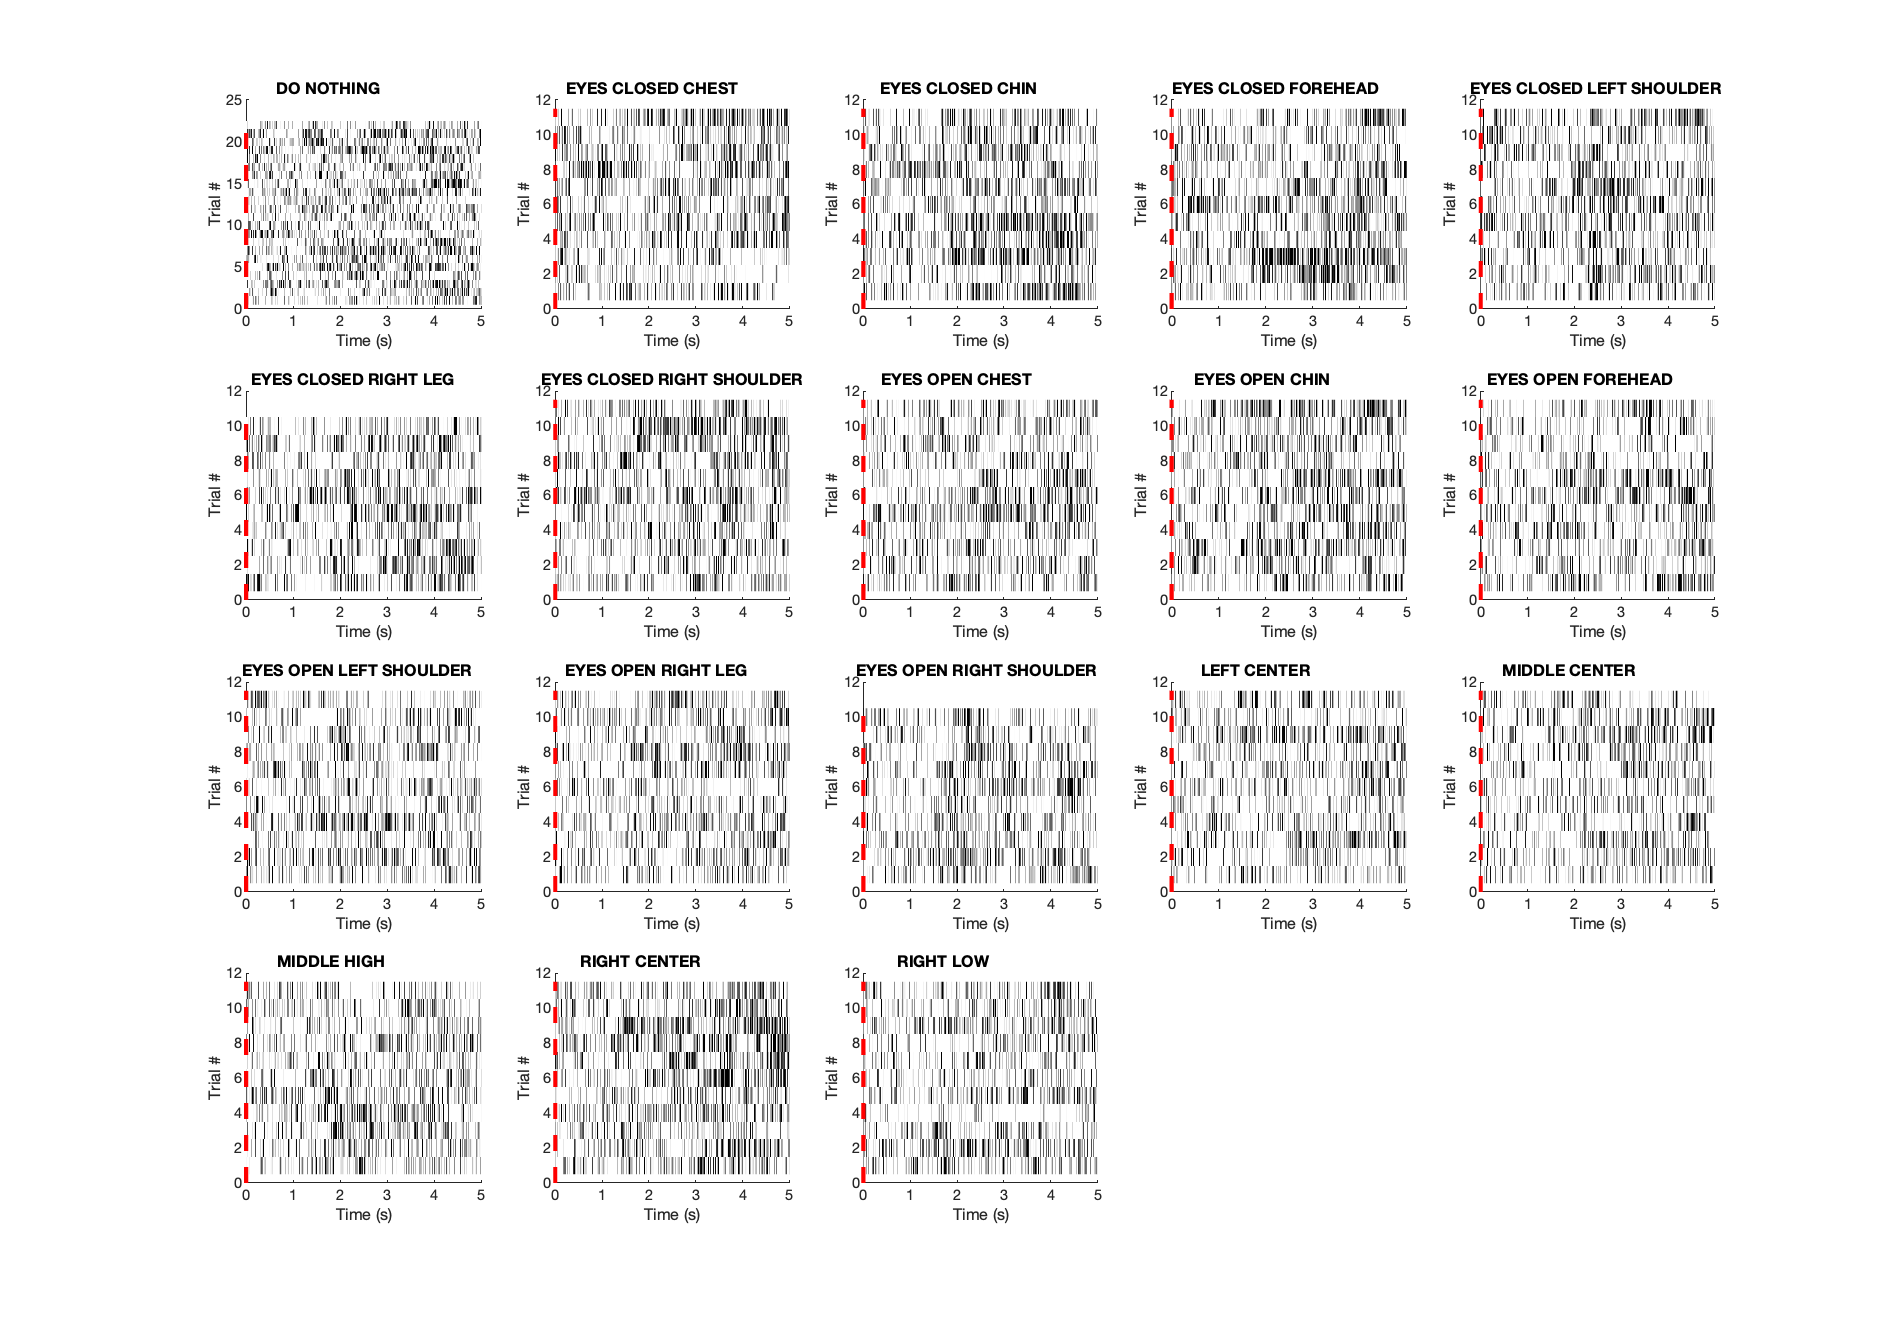 DO NOTHING
25
20
15
10
5
0
Trial #
0 1 2 3 4 5
Time (s)
EYES CLOSED CHEST
12
10
8
6
4
2
0
Trial #
0 1 2 3 4 5
Time (s)
EYES CLOSED CHIN
12
10
8
6
4
2
0
Trial #
0 1 2 3 4 5
Time (s)
EYES CLOSED FOREHEAD
12
10
8
6
4
2
0
Trial #
0 1 2 3 4 5
Time (s)
EYES CLOSED LEFT SHOULDER
12
10
8
6
4
2
0
Trial #
0 1 2 3 4 5
Time (s)
EYES CLOSED RIGHT LEG
12
10
8
6
4
2
0
Trial #
0 1 2 3 4 5
Time (s)
EYES CLOSED RIGHT SHOULDER
12
10
8
6
4
2
0
Trial #
0 1 2 3 4 5
Time (s)
EYES OPEN CHEST
12
10
8
6
4
2
0
Trial #
0 1 2 3 4 5
Time (s)
EYES OPEN CHIN
12
10
8
6
4
2
0
Trial #
0 1 2 3 4 5
Time (s)
EYES OPEN FOREHEAD
12
10
8
6
4
2
0
Trial #
0 1 2 3 4 5
Time (s)
EYES OPEN LEFT SHOULDER
12
10
8
6
4
2
0
Trial #
0 1 2 3 4 5
Time (s)
EYES OPEN RIGHT LEG
12
10
8
6
4
2
0
Trial #
0 1 2 3 4 5
Time (s)
EYES OPEN RIGHT SHOULDER
12
10
8
6
4
2
0
Trial #
0 1 2 3 4 5
Time (s)
LEFT CENTER
12
10
8
6
4
2
0
Trial #
0 1 2 3 4 5
Time (s)
MIDDLE CENTER
12
10
8
6
4
2
0
Trial #
0 1 2 3 4 5
Time (s)
MIDDLE HIGH
12
10
8
6
4
2
0
Trial #
0 1 2 3 4 5
Time (s)
RIGHT CENTER
12
10
8
6
4
2
0
Trial #
0 1 2 3 4 5
Time (s)
RIGHT LOW
12
10
8
6
4
2
0
Trial #
0 1 2 3 4 5
Time (s)